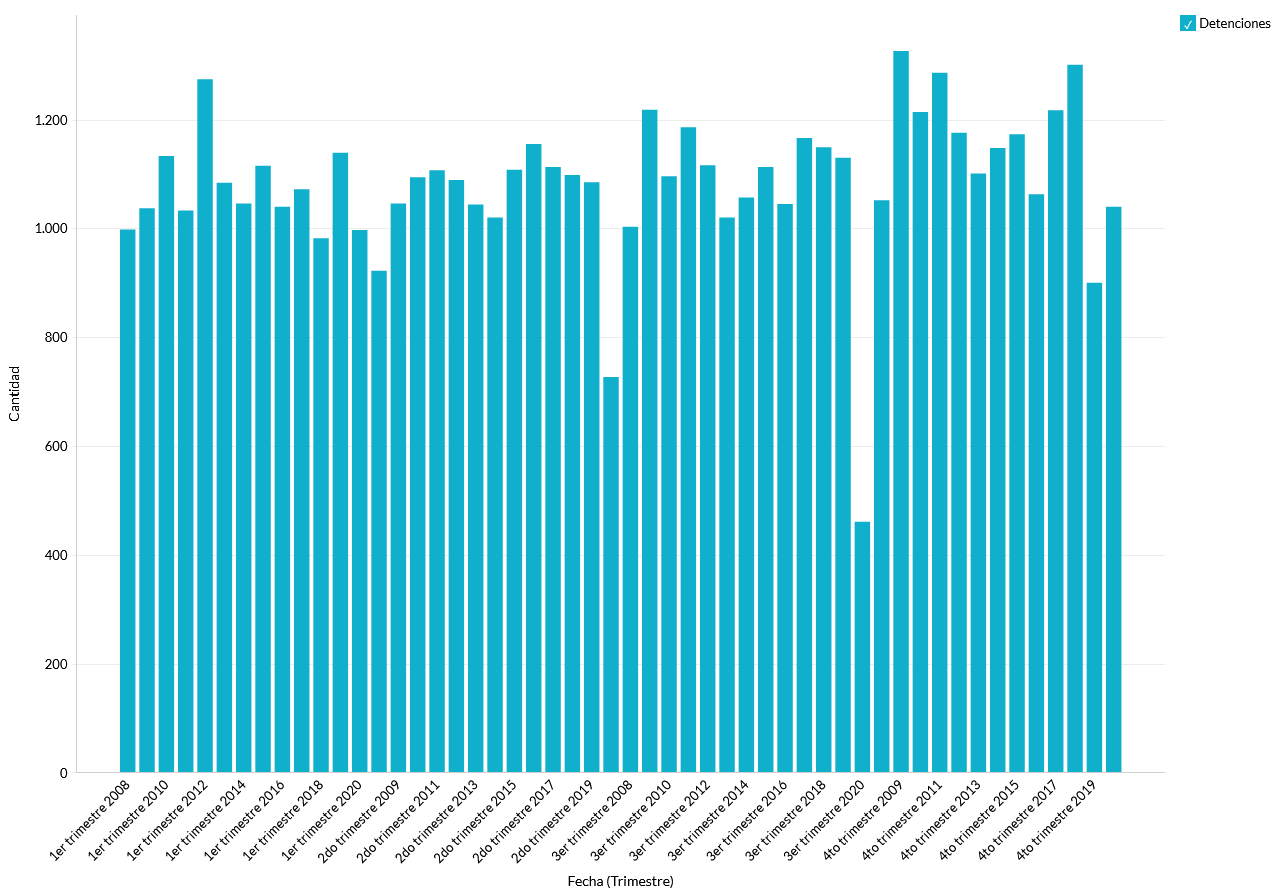 Detenciones
1.200
1.000
800
600
400
200
0
Cantidad
1er trimestre 2008
1er trimestre 2010
1er trimestre 2012
1er trimestre 2014
1er trimestre 2016
1er trimestre 2018
1er trimestre 2020
2do trimestre 2009
2do trimestre 2011
2do trimestre 2013
2do trimestre 2015
2do trimestre 2017
2do trimestre 2019
3er trimestre 2008
3er trimestre 2010
3er trimestre 2012
3er trimestre 2014
3er trimestre 2016
3er trimestre 2018
3er trimestre 2020
4to trimestre 2009
4to trimestre 2011
4to trimestre 2013
4to trimestre 2015
4to trimestre 2017
4to trimestre 2019
Fecha (Trimestre)